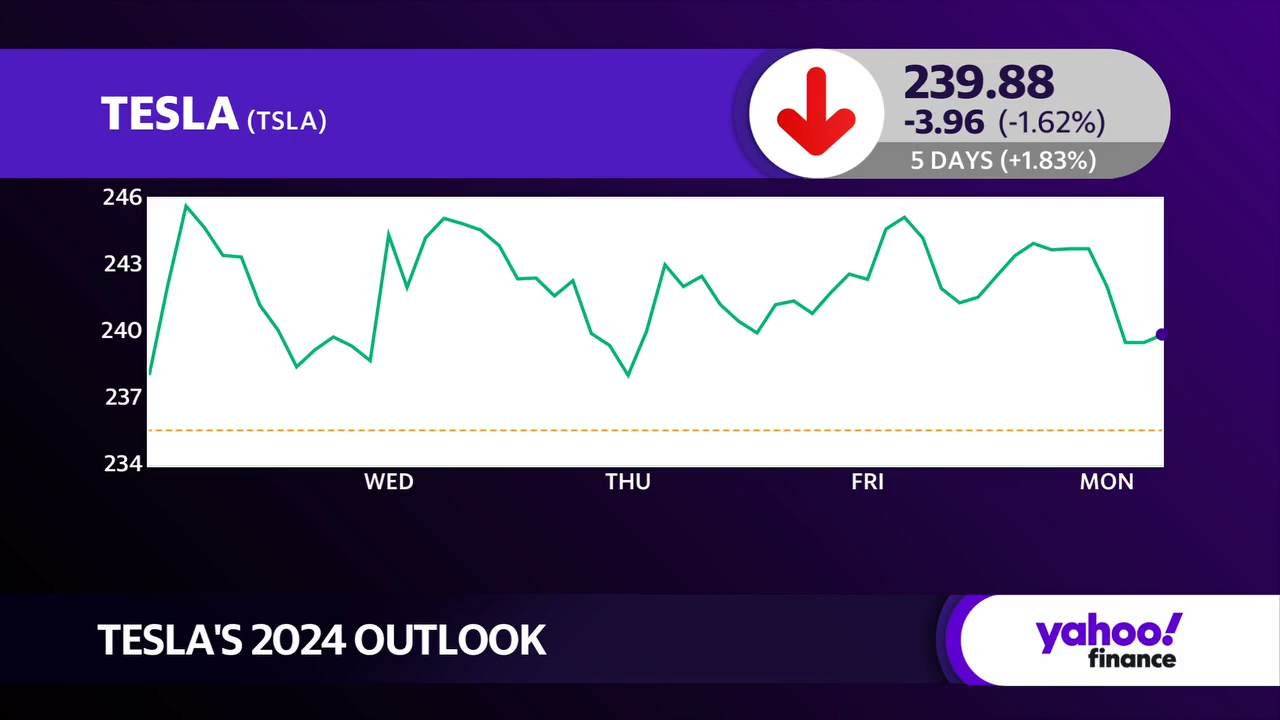 TESLA (TSLA)
239.88
-3.96 (-1.62%)
5 DAYS (+1.83%)
246
243
240
237
234
WED THU FRI MON
TESLA'S 2024 OUTLOOK
yahoo!
finance